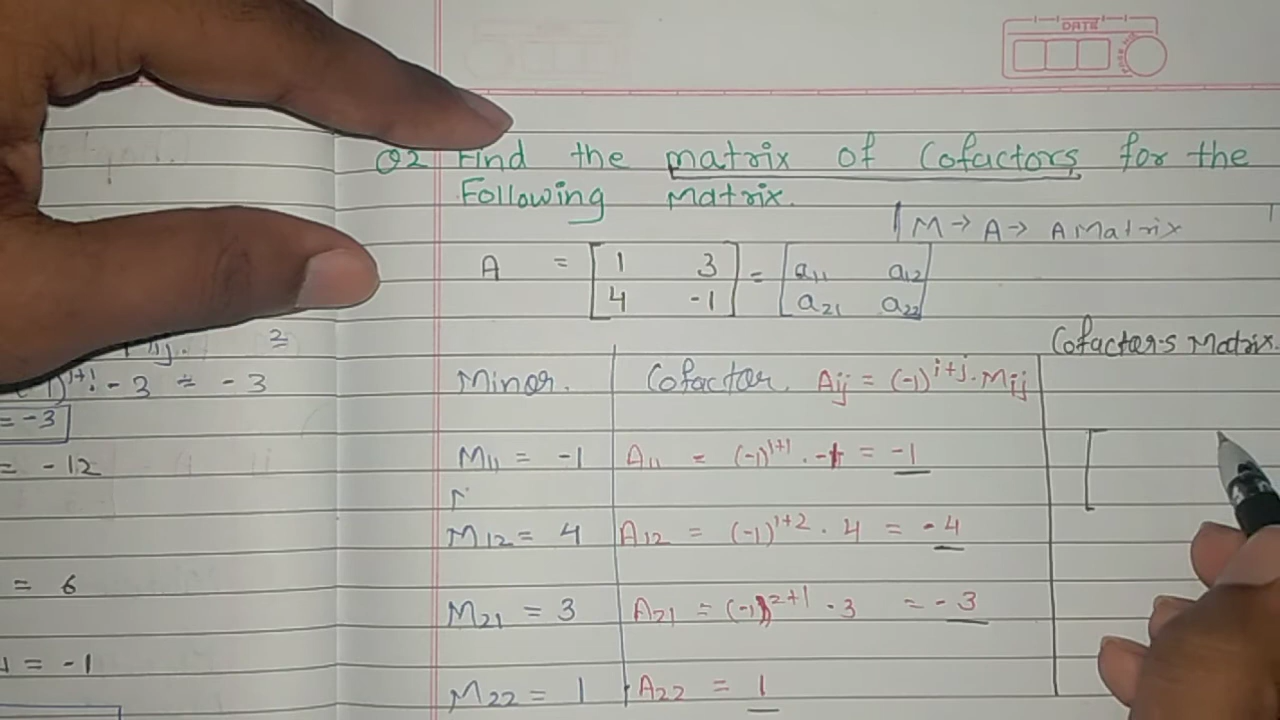 DATE
Q2 Find the matrix of Cofactors for the
Following Matrix.
M → A → A Matrix
A = [ 1 3 ] = [ a₁₁ a₁₂ ]
[ 4 -1 ] [ a₂₁ a₂₂ ]
Cofactors Matrix.
Minor. Cofactor. Aij = (-1)^i+j . Mij
M₁₁ = -1 A₁₁ = (-1)^1+1 . -1 = -1
M₁₂ = 4 A₁₂ = (-1)^1+2 . 4 = -4
M₂₁ = 3 A₂₁ = (-1)^2+1 . 3 = -3
M₂₂ = 1 A₂₂ = 1
ij. =
. -3 = -3
= -3
= -12
= 6
= -1